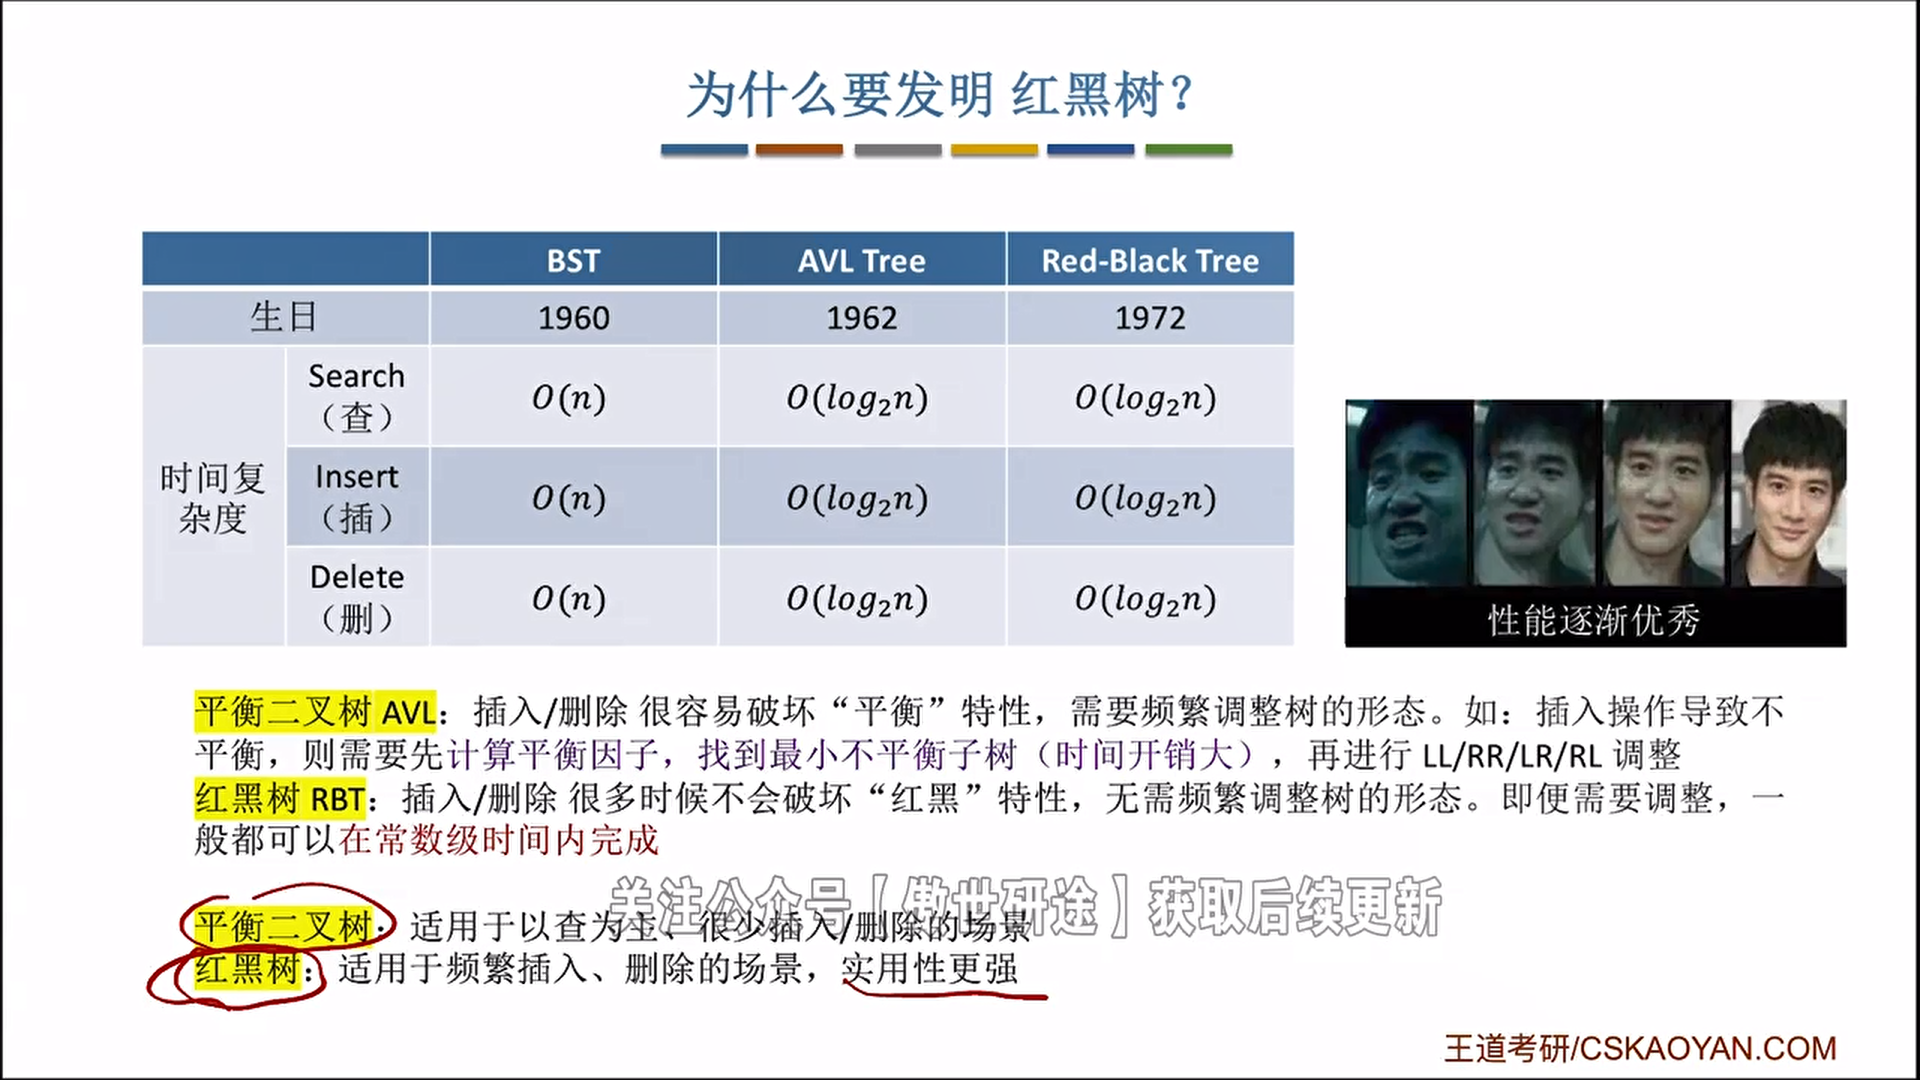 为什么要发明 红黑树？
BST AVL Tree Red-Black Tree
生日 1960 1962 1972
时间复杂度
Search（查） O(n) O(log₂n) O(log₂n)
Insert（插） O(n) O(log₂n) O(log₂n)
Delete（删） O(n) O(log₂n) O(log₂n)
性能逐渐优秀
平衡二叉树 AVL：插入/删除 很容易破坏“平衡”特性，需要频繁调整树的形态。如：插入操作导致不
平衡，则需要先计算平衡因子，找到最小不平衡子树（时间开销大），再进行 LL/RR/LR/RL 调整
红黑树 RBT：插入/删除 很多时候不会破坏“红黑”特性，无需频繁调整树的形态。即便需要调整，一
般都可以在常数级时间内完成
关注公众号【傲世研途】获取后续更新
平衡二叉树：适用于以查为主、很少插入/删除的场景
红黑树：适用于频繁插入、删除的场景，实用性更强
王道考研/CSKAOYAN.COM